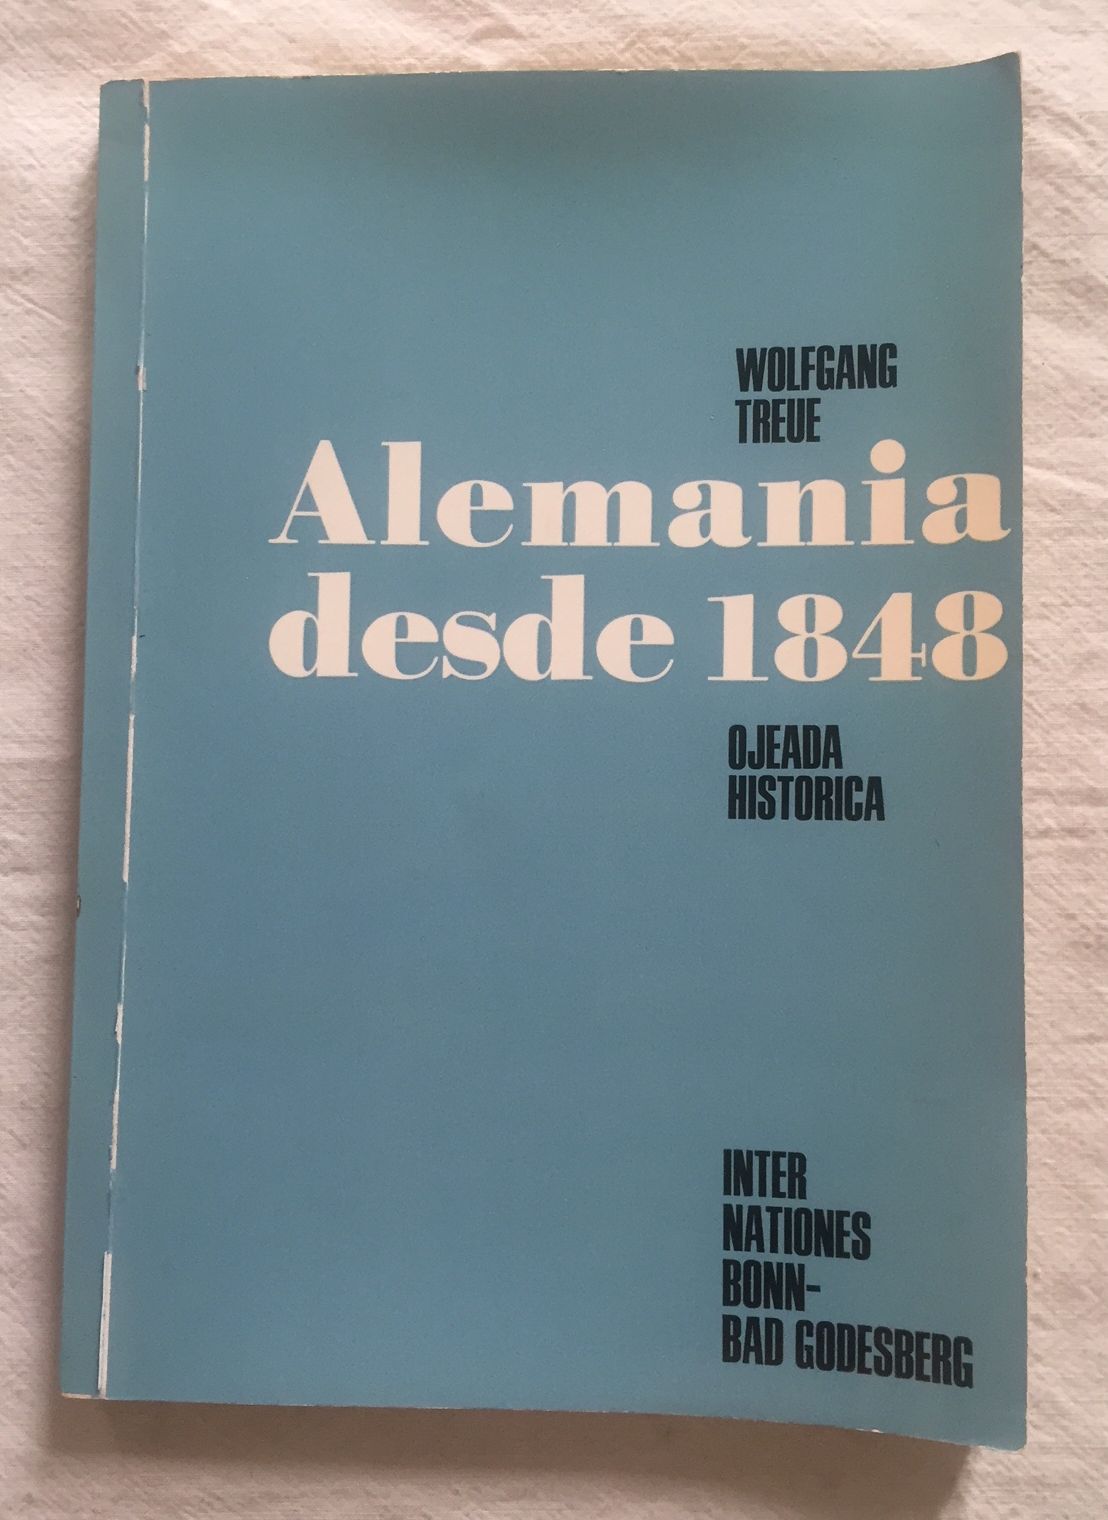 WOLFGANG
TREUE
Alemania
desde 1848
OJEADA
HISTORICA
INTER
NATIONES
BONN-
BAD GODESBERG